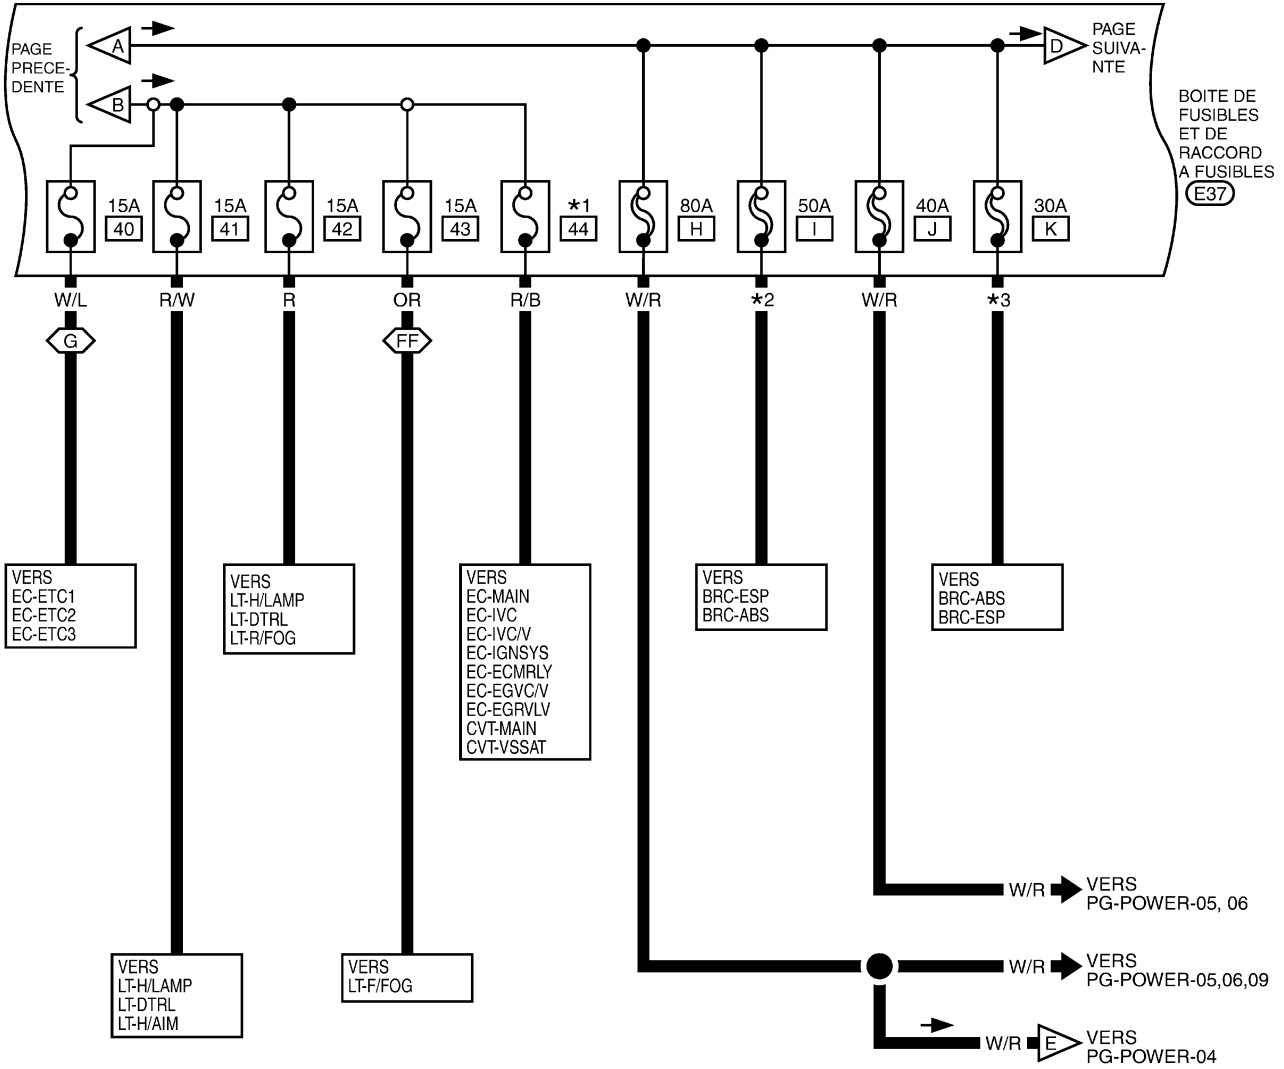 PAGE
PRECE-
DENTE
A
B
D
PAGE
SUIVA-
NTE
BOITE DE
FUSIBLES
ET DE
RACCORD
A FUSIBLES
E37
15A
40
15A
41
15A
42
15A
43
★1
44
80A
H
50A
I
40A
J
30A
K
W/L
R/W
R
OR
R/B
W/R
★2
W/R
★3
G
FF
VERS
EC-ETC1
EC-ETC2
EC-ETC3
VERS
LT-H/LAMP
LT-DTRL
LT-R/FOG
VERS
EC-MAIN
EC-IVC
EC-IVC/V
EC-IGNSYS
EC-ECMRLY
EC-EGVC/V
EC-EGRVLV
CVT-MAIN
CVT-VSSAT
VERS
BRC-ESP
BRC-ABS
VERS
BRC-ABS
BRC-ESP
W/R
VERS
PG-POWER-05, 06
VERS
LT-H/LAMP
LT-DTRL
LT-H/AIM
VERS
LT-F/FOG
W/R
VERS
PG-POWER-05,06,09
W/R
E
VERS
PG-POWER-04